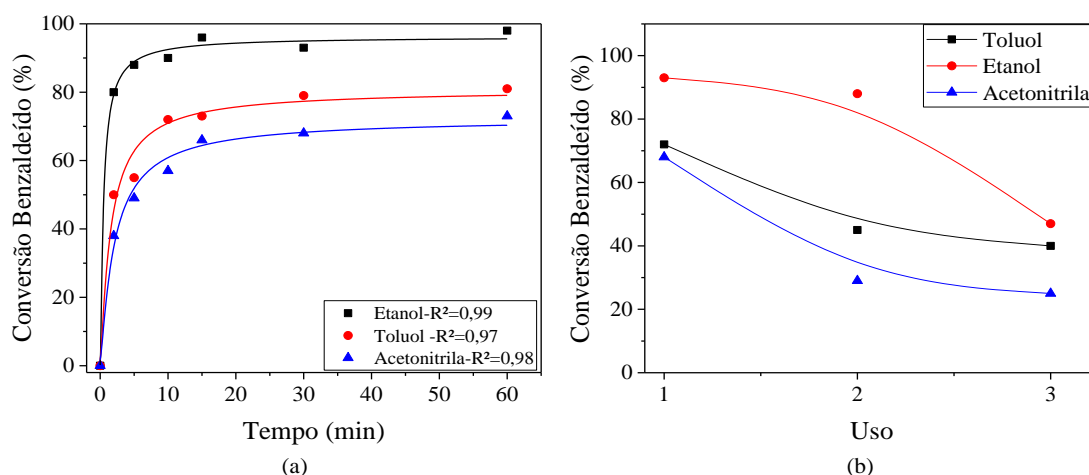 Conversão Benzaldeído (%)
100
80
60
40
20
0
0 10 20 30 40 50 60
Tempo (min)
(a)
Etanol-R²=0,99
Toluol -R²=0,97
Acetonitrila-R²=0,98
Conversão Benzaldeído (%)
100
80
60
40
20
0
1 2 3
Uso
(b)
Toluol
Etanol
Acetonitrila